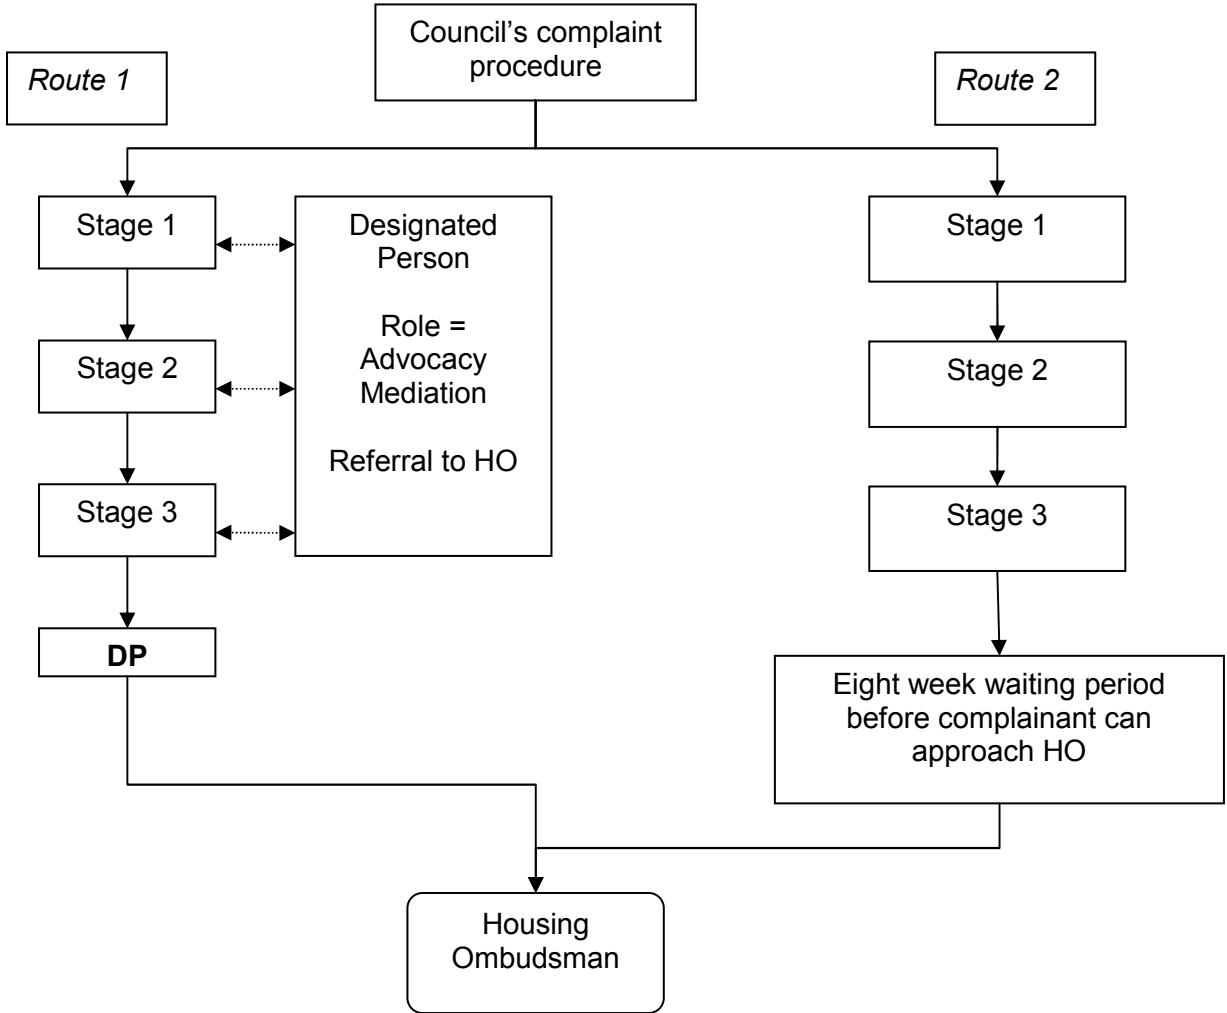 Council’s complaint
procedure
Route 1
Route 2
Stage 1
Stage 2
Stage 3
DP
Designated
Person
Role =
Advocacy
Mediation
Referral to HO
Stage 1
Stage 2
Stage 3
Eight week waiting period
before complainant can
approach HO
Housing
Ombudsman